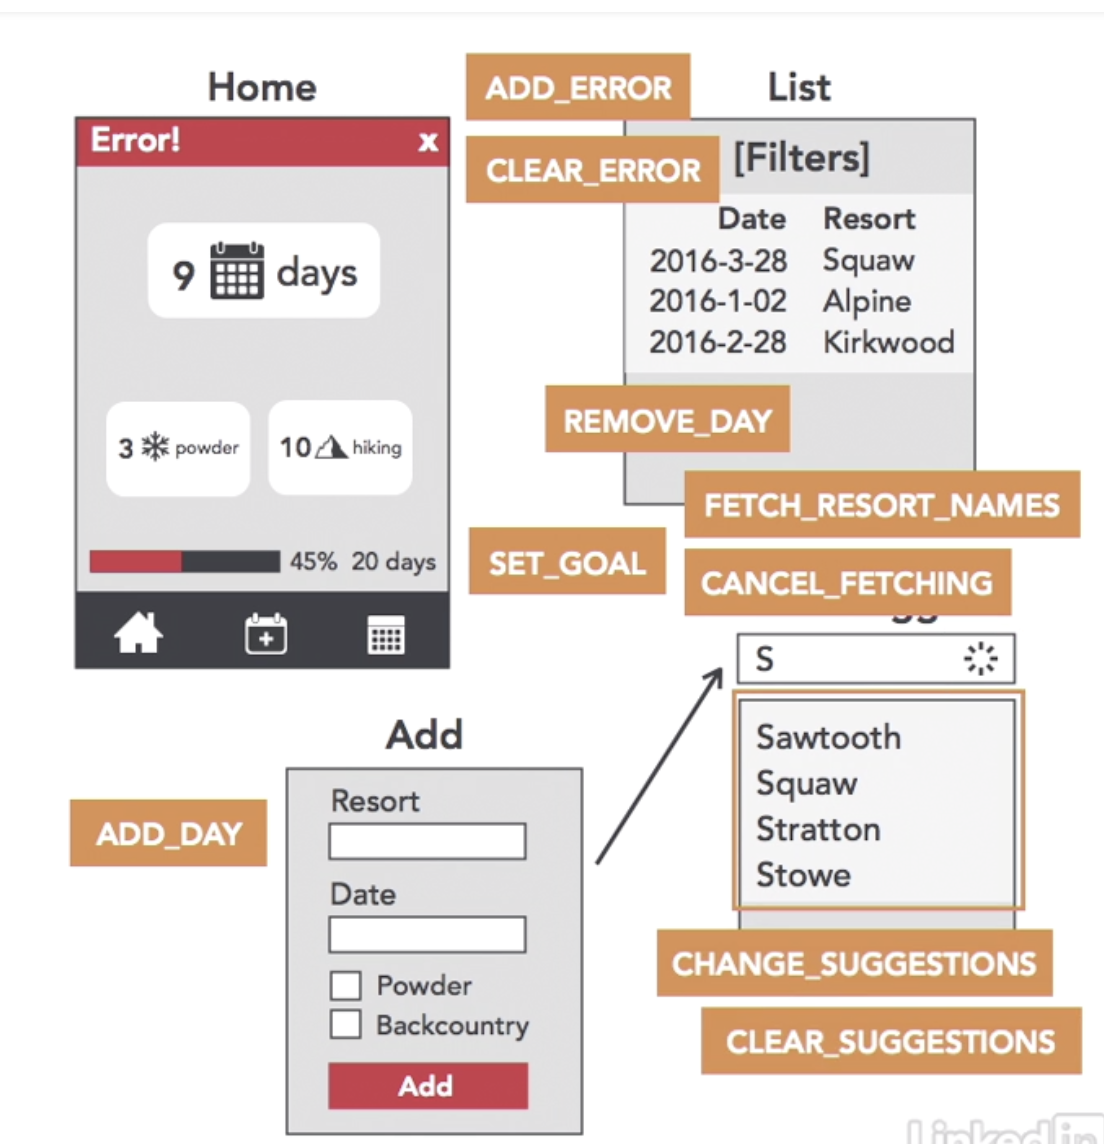 Home
Error! x
9 days
3 powder
10 hiking
45% 20 days
ADD_ERROR
CLEAR_ERROR
List
[Filters]
Date Resort
2016-3-28 Squaw
2016-1-02 Alpine
2016-2-28 Kirkwood
REMOVE_DAY
FETCH_RESORT_NAMES
SET_GOAL
CANCEL_FETCHING
S
Sawtooth
Squaw
Stratton
Stowe
CHANGE_SUGGESTIONS
CLEAR_SUGGESTIONS
Add
ADD_DAY
Resort
Date
Powder
Backcountry
Add
Linked in